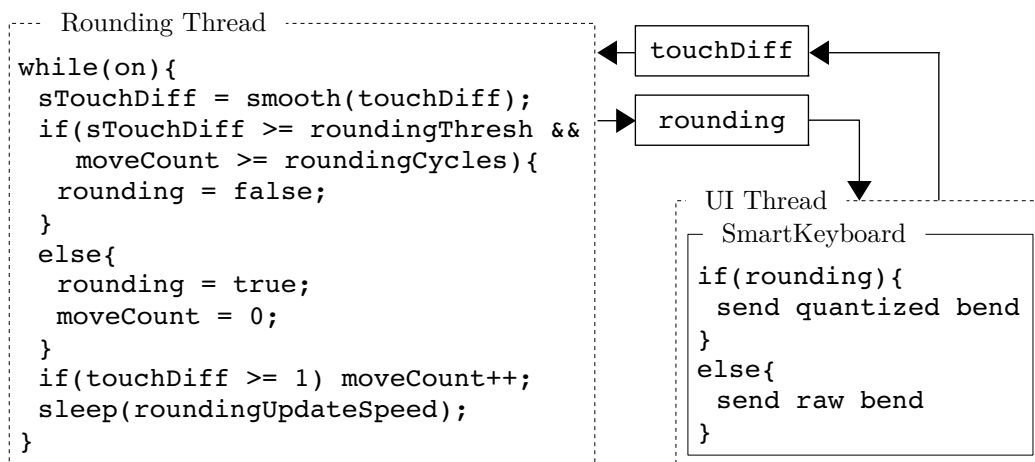 Rounding Thread
while(on){
sTouchDiff = smooth(touchDiff);
if(sTouchDiff >= roundingThresh &&
moveCount >= roundingCycles){
rounding = false;
}
else{
rounding = true;
moveCount = 0;
}
if(touchDiff >= 1) moveCount++;
sleep(roundingUpdateSpeed);
}
touchDiff
rounding
UI Thread
SmartKeyboard
if(rounding){
send quantized bend
}
else{
send raw bend
}